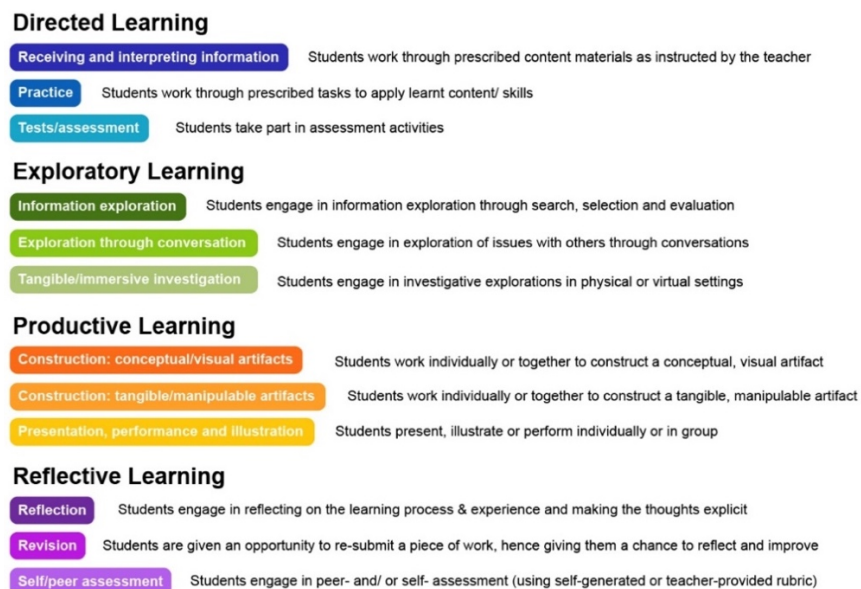 Directed Learning
Receiving and interpreting information Students work through prescribed content materials as instructed by the teacher
Practice Students work through prescribed tasks to apply learnt content/ skills
Tests/assessment Students take part in assessment activities
Exploratory Learning
Information exploration Students engage in information exploration through search, selection and evaluation
Exploration through conversation Students engage in exploration of issues with others through conversations
Tangible/immersive investigation Students engage in investigative explorations in physical or virtual settings
Productive Learning
Construction: conceptual/visual artifacts Students work individually or together to construct a conceptual, visual artifact
Construction: tangible/manipulable artifacts Students work individually or together to construct a tangible, manipulable artifact
Presentation, performance and illustration Students present, illustrate or perform individually or in group
Reflective Learning
Reflection Students engage in reflecting on the learning process & experience and making the thoughts explicit
Revision Students are given an opportunity to re-submit a piece of work, hence giving them a chance to reflect and improve
Self/peer assessment Students engage in peer- and/ or self- assessment (using self-generated or teacher-provided rubric)